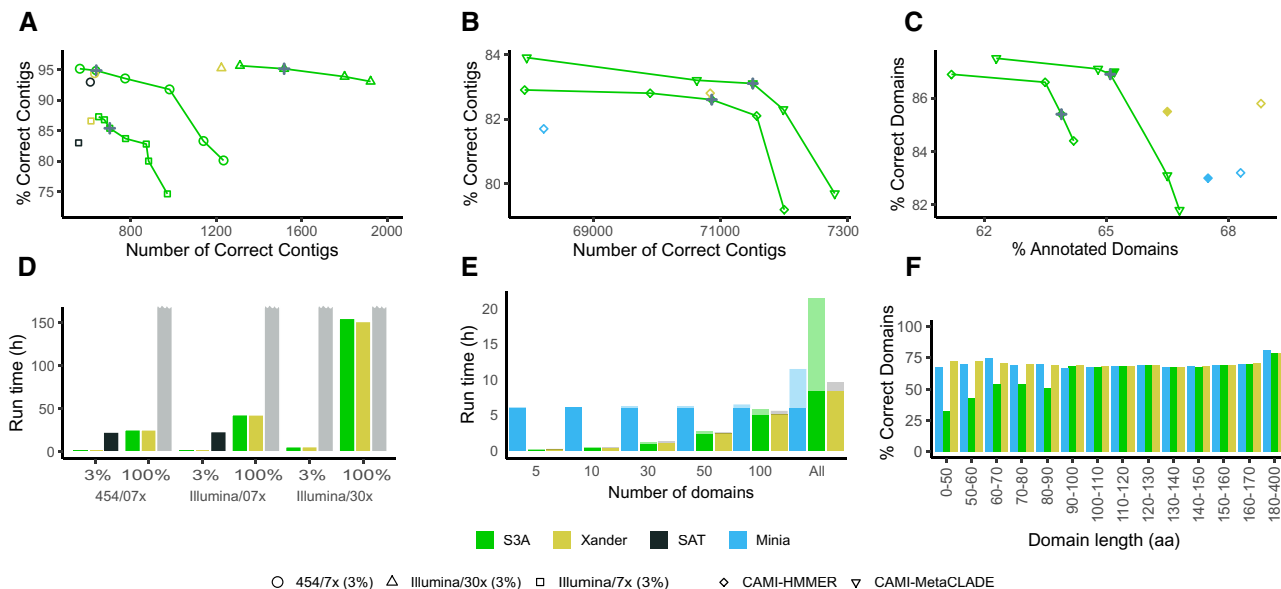 A
% Correct Contigs
95
90
85
80
75
800
1200
1600
2000
Number of Correct Contigs
B
% Correct Contigs
84
82
80
69000
71000
7300
Number of Correct Contigs
C
% Correct Domains
86
84
82
62
65
68
% Annotated Domains
D
Run time (h)
150
100
50
0
3% 100% 3% 100% 3% 100%
454/07x Illumina/07x Illumina/30x
E
Run time (h)
20
15
10
5
0
5 10 30 50 100 All
Number of domains
F
% Correct Domains
100
75
50
25
0
0-50
50-60
60-70
70-80
80-90
90-100
100-110
110-120
120-130
130-140
140-150
150-160
160-170
180-400
Domain length (aa)
S3A Xander SAT Minia
454/7x (3%) Illumina/30x (3%) Illumina/7x (3%) CAMI-HMMER CAMI-MetaCLADE